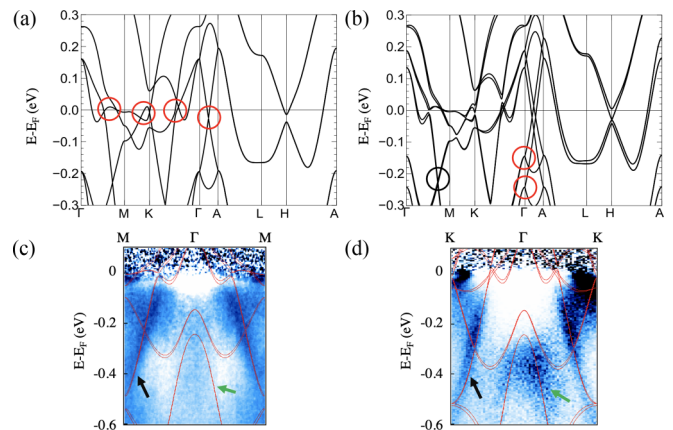 (a)
(b)
0.3
0.2
0.1
0.0
−0.1
−0.2
−0.3
E-E_F (eV)
Γ M K Γ A L H A
0.3
0.2
0.1
0.0
−0.1
−0.2
−0.3
E-E_F (eV)
Γ M K Γ A L H A
(c)
M Γ M
0
-0.2
-0.4
-0.6
E-E_F (eV)
(d)
K Γ K
0
-0.2
-0.4
-0.6
E-E_F (eV)